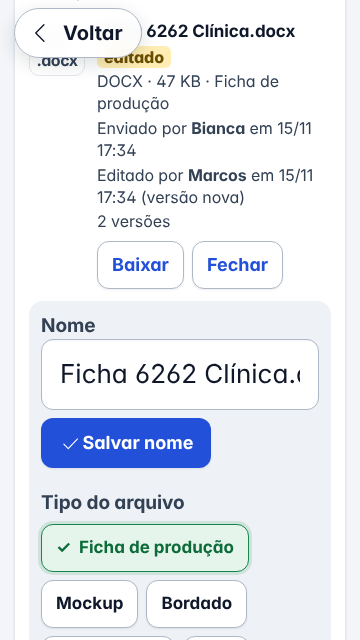 Voltar
6262 Clínica.docx
.docx
editado
DOCX · 47 KB · Ficha de
produção
Enviado por Bianca em 15/11
17:34
Editado por Marcos em 15/11
17:34 (versão nova)
2 versões
Baixar
Fechar
Nome
Ficha 6262 Clínica.
Salvar nome
Tipo do arquivo
Ficha de produção
Mockup
Bordado